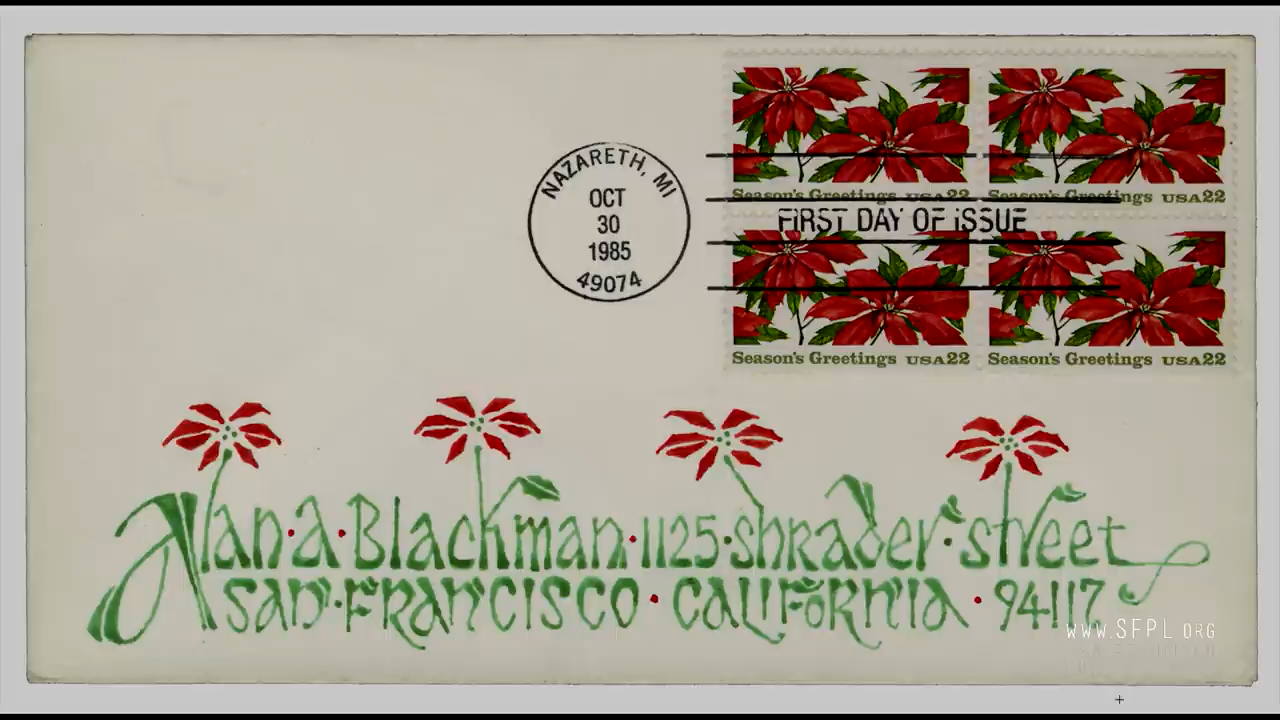 NAZARETH, MI
OCT
30
1985
49074
Season's Greetings USA22
Season's Greetings USA22
FIRST DAY OF ISSUE
Season's Greetings USA22
Season's Greetings USA22
Alan·A·Blackman·1125·shrader·street
SAN·FRANCISCO·CALIFORNIA·94117
WWW.SFPL.ORG